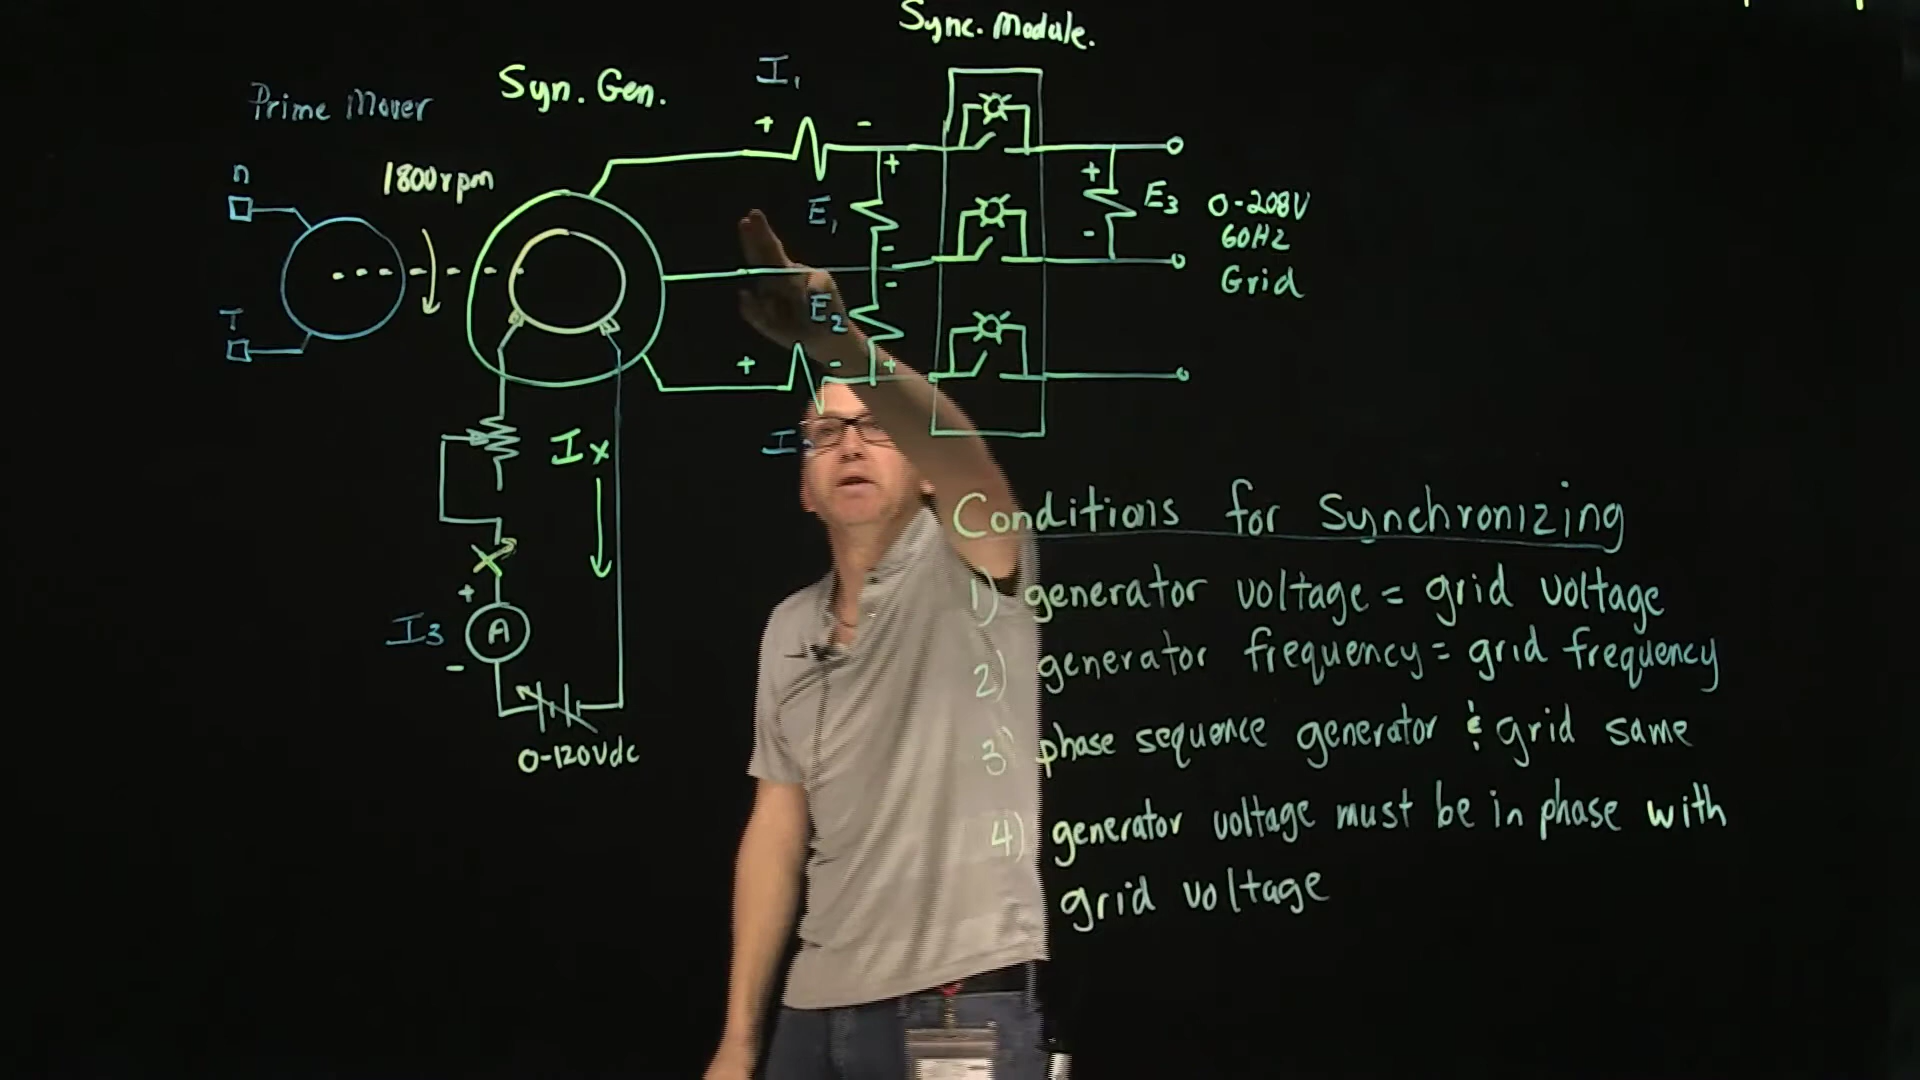 Sync. Module.
Prime Mover
Syn. Gen.
I1
+ -
n
1800rpm
+
E1
-
+
E3
-
0-208V
60Hz
Grid
T
-
E2
+
+ -
Ix
I3
+
A
-
0-120Vdc
Conditions for Synchronizing
1) generator voltage = grid voltage
2) generator frequency = grid frequency
3) phase sequence generator & grid same
4) generator voltage must be in phase with
grid voltage